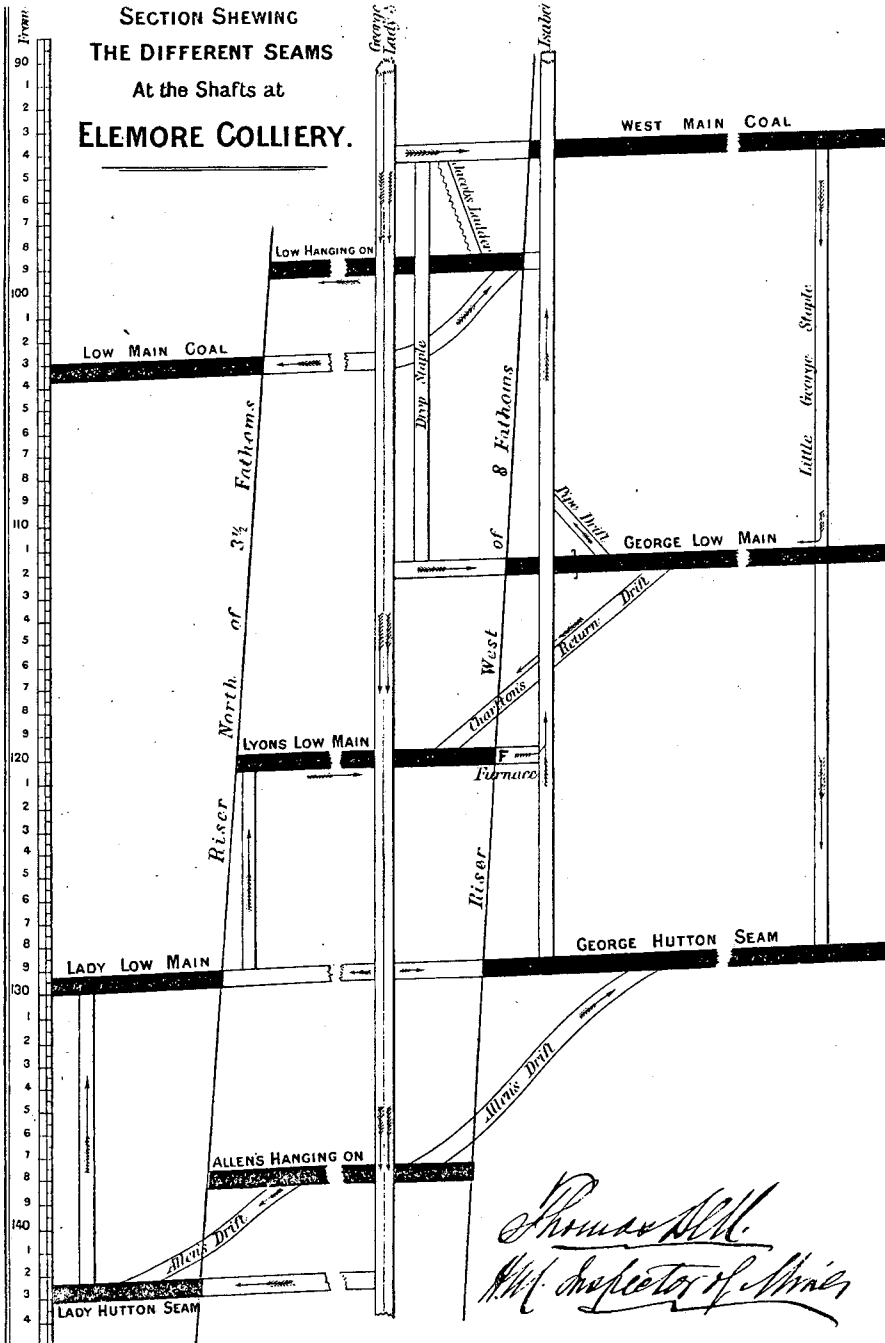 SECTION SHEWING
THE DIFFERENT SEAMS
At the Shafts at
ELEMORE COLLIERY.
From
George
Lady
Isabel
90
1
2
3
4
5
6
7
8
9
100
1
2
3
4
5
6
7
8
9
110
1
2
3
4
5
6
7
8
9
120
1
2
3
4
5
6
7
8
9
130
1
2
3
4
5
6
7
8
9
140
1
2
3
4
WEST MAIN COAL
Jacobs Ladder
LOW HANGING ON
LOW MAIN COAL
Drop Staple
Little George Staple
Riser North of 3½ Fathoms
Riser West of 8 Fathoms
Pipe Drift
GEORGE LOW MAIN
Charlton's Return Drift
LYONS LOW MAIN
F
Furnace
LADY LOW MAIN
GEORGE HUTTON SEAM
Allen's Drift
ALLEN'S HANGING ON
Allen's Drift
LADY HUTTON SEAM
Thomas Bell.
H.M. Inspector of Mines